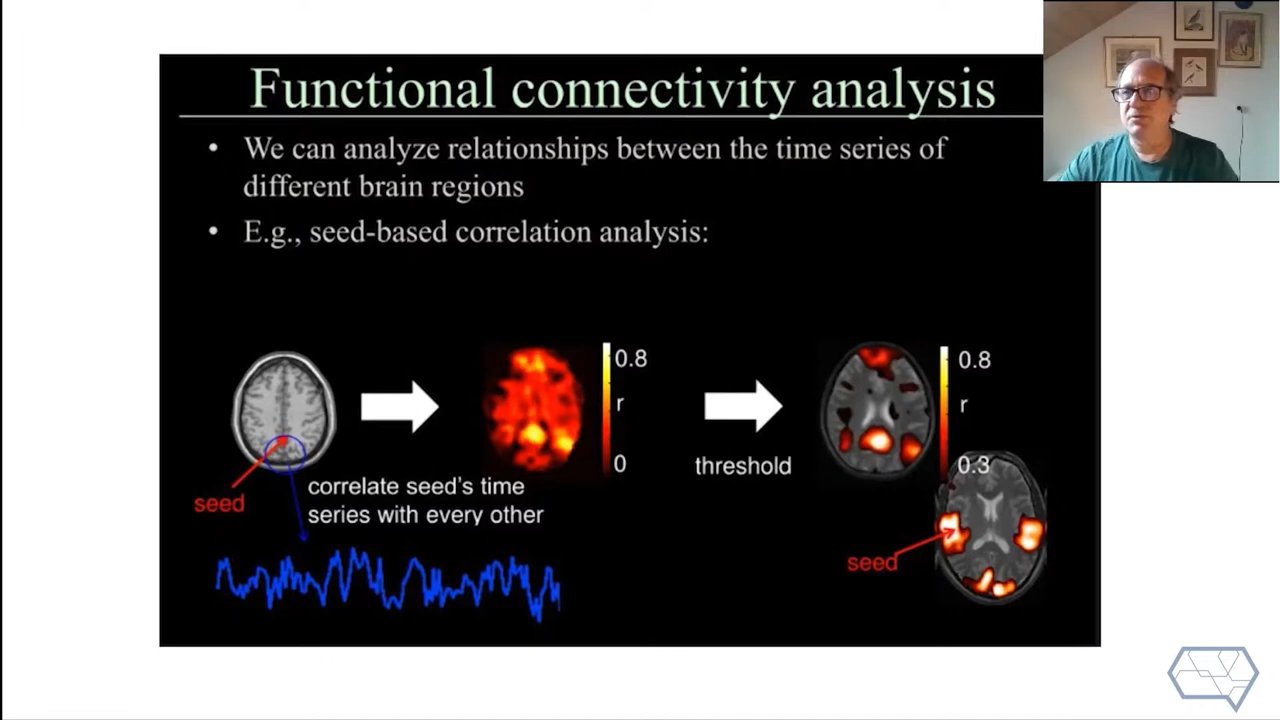 Functional connectivity analysis
• We can analyze relationships between the time series of
different brain regions
• E.g., seed-based correlation analysis:
0.8
r
0
threshold
0.8
r
0.3
seed
correlate seed's time
series with every other
seed